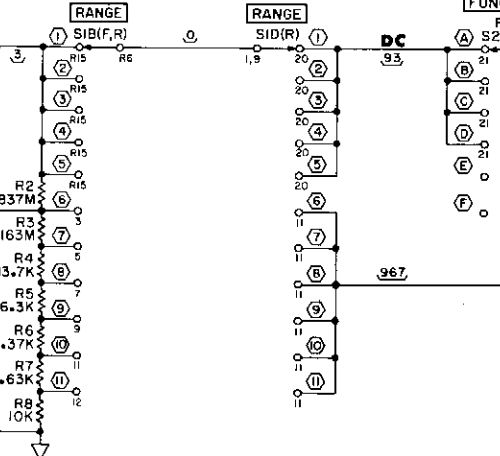 RANGE
RANGE
FUNC
1 S1B(F,R) 0 S1D(R) 1 DC A S2
3 R15 R6 1,9 20 93 21
2 R15 2 20 B 21
3 R15 3 20 C 21
4 R15 4 20 D 21
5 R15 5 20 E
R2 837M 6 3 6 11 F
R3 163M 7 5 7 11
R4 3.7K 8 7 8 11 .967
R5 6.3K 9 9 9 11
R6 .37K 10 11 10 11
R7 .63K 11 12 11 11
R8 10K